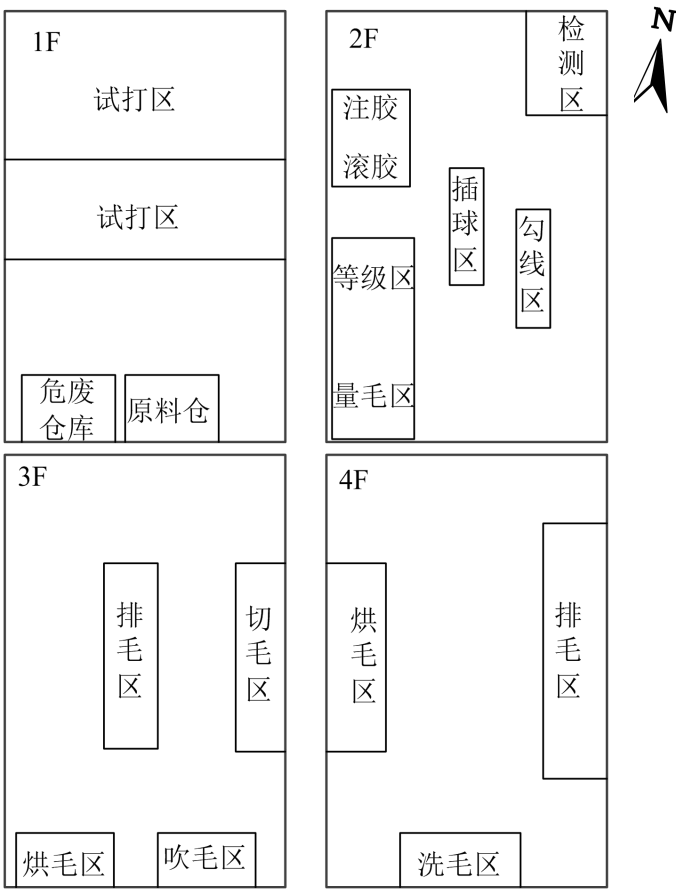 1F
试打区
试打区
危废
仓库
原料仓
2F
检测区
注胶
滚胶
插球区
勾线区
等级区
量毛区
N
3F
排毛区
切毛区
烘毛区
吹毛区
4F
烘毛区
排毛区
洗毛区